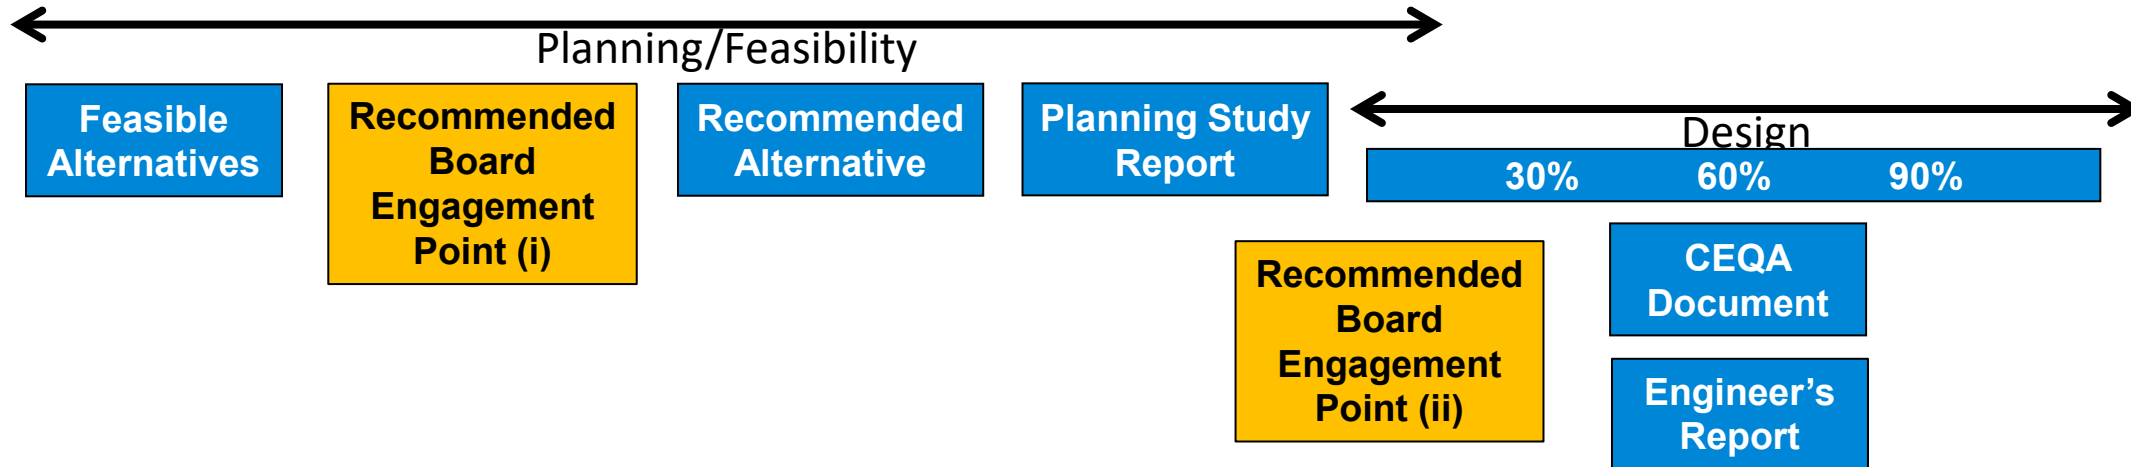 Planning/Feasibility
Feasible
Alternatives
Recommended
Board
Engagement
Point (i)
Recommended
Alternative
Planning Study
Report
Design
30% 60% 90%
Recommended
Board
Engagement
Point (ii)
CEQA
Document
Engineer’s
Report